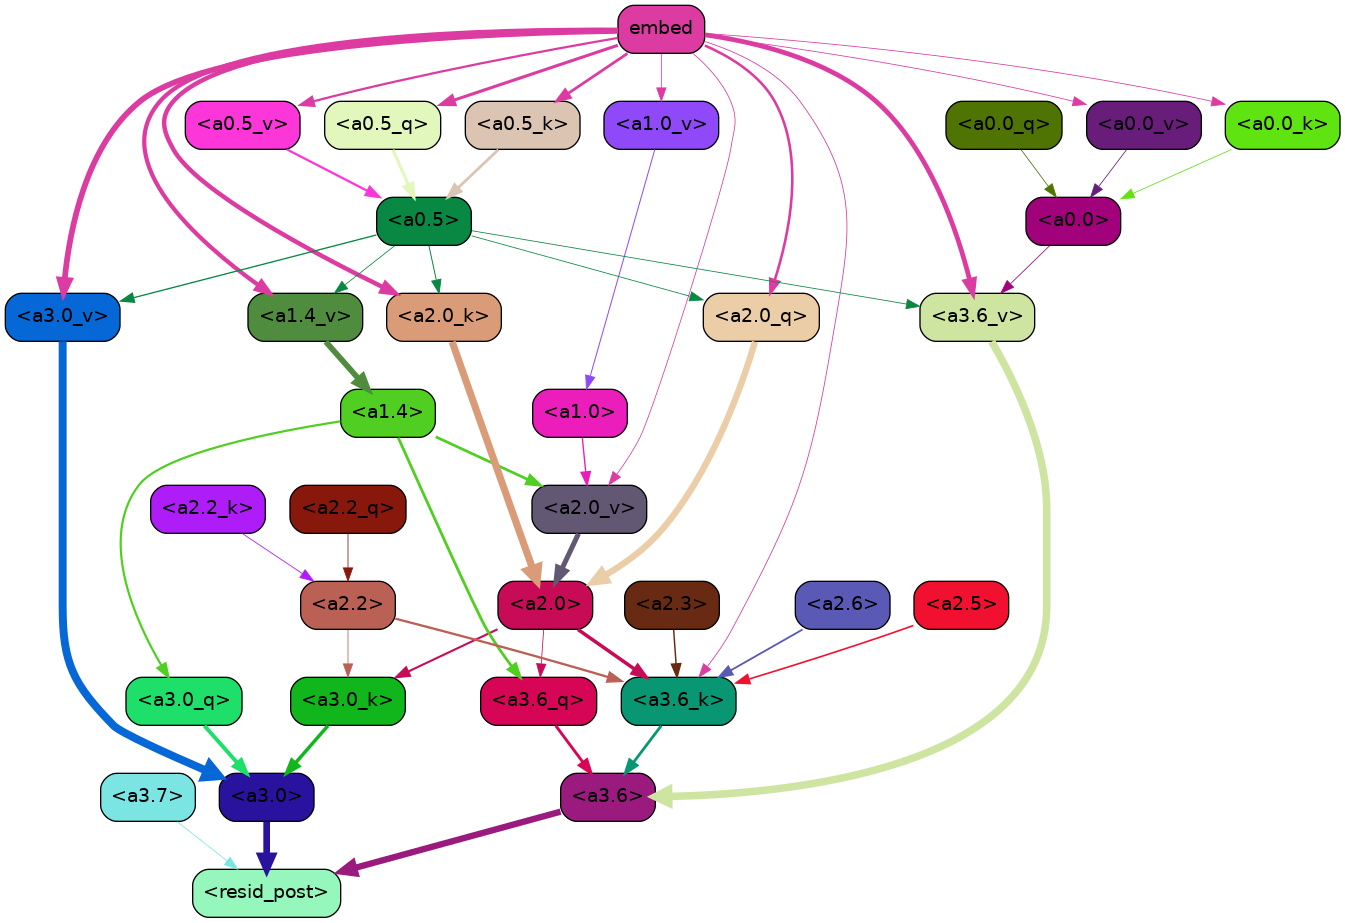 embed
<a0.5_v>
<a0.5_q>
<a0.5_k>
<a1.0_v>
<a0.0_q>
<a0.0_v>
<a0.0_k>
<a0.5>
<a0.0>
<a3.0_v>
<a1.4_v>
<a2.0_k>
<a2.0_q>
<a3.6_v>
<a1.4>
<a1.0>
<a2.2_k>
<a2.2_q>
<a2.0_v>
<a2.2>
<a2.0>
<a2.3>
<a2.6>
<a2.5>
<a3.0_q>
<a3.0_k>
<a3.6_q>
<a3.6_k>
<a3.7>
<a3.0>
<a3.6>
<resid_post>